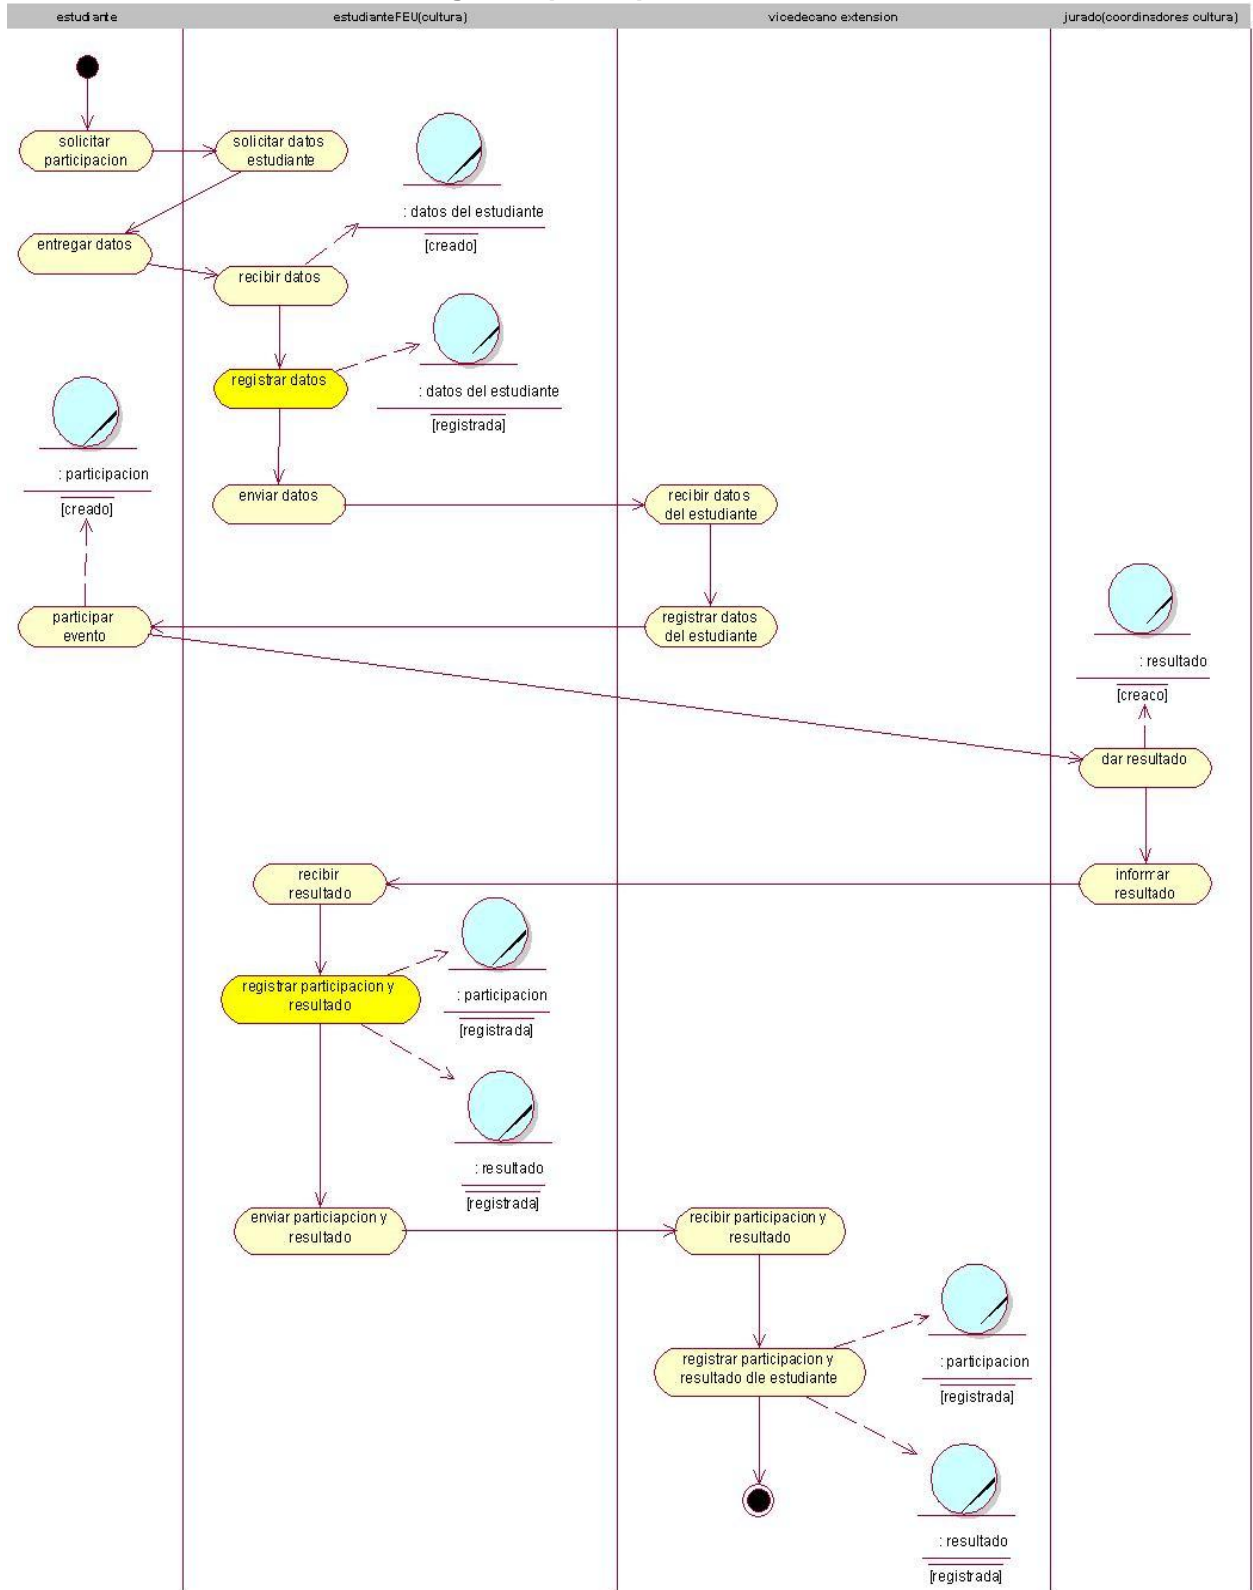 estudiante
estudianteFEU(cultura)
vicedecano extension
jurado(coordinadores cultura)
solicitar
participacion
solicitar datos
estudiante
: datos del estudiante
[creado]
entregar datos
recibir datos
registrar datos
: datos del estudiante
[registrada]
: participacion
[creado]
enviar datos
recibir datos
del estudiante
participar
evento
registrar datos
del estudiante
: resultado
[creaco]
dar resultado
recibir
resultado
informar
resultado
registrar participacion y
resultado
: participacion
[registrada]
: resultado
[registrada]
enviar particiapcion y
resultado
recibir participacion y
resultado
registrar participacion y
resultado dle estudiante
: participacion
[registrada]
: resultado
[registrada]